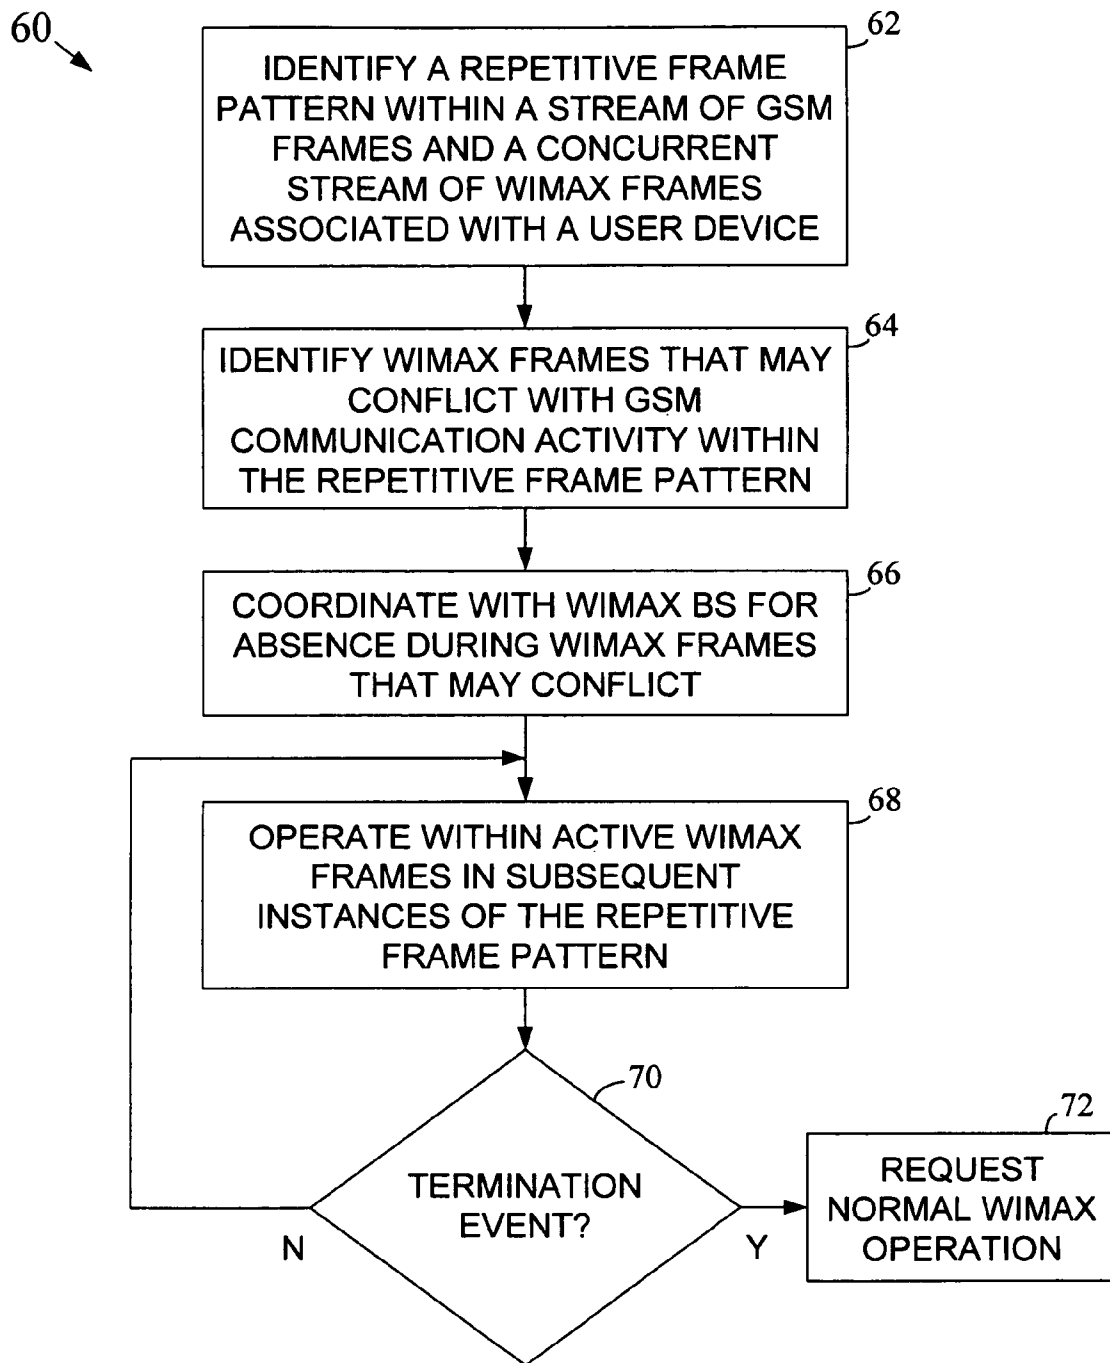 60
62
IDENTIFY A REPETITIVE FRAME
PATTERN WITHIN A STREAM OF GSM
FRAMES AND A CONCURRENT
STREAM OF WIMAX FRAMES
ASSOCIATED WITH A USER DEVICE
64
IDENTIFY WIMAX FRAMES THAT MAY
CONFLICT WITH GSM
COMMUNICATION ACTIVITY WITHIN
THE REPETITIVE FRAME PATTERN
66
COORDINATE WITH WIMAX BS FOR
ABSENCE DURING WIMAX FRAMES
THAT MAY CONFLICT
68
OPERATE WITHIN ACTIVE WIMAX
FRAMES IN SUBSEQUENT
INSTANCES OF THE REPETITIVE
FRAME PATTERN
70
TERMINATION
EVENT?
N
Y
72
REQUEST
NORMAL WIMAX
OPERATION